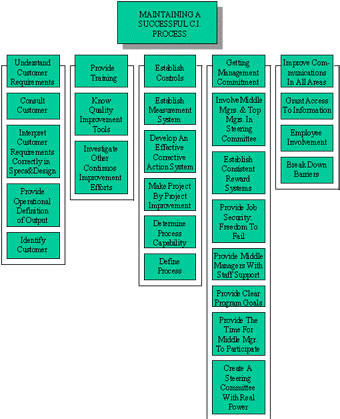 MAINTAINING A
SUCCESSFUL C.I.
PROCESS
Understand
Customer
Requirements
Consult
Customer
Interpret
Customer
Requirements
Correctly in
Specs&Design
Provide
Operational
Defination
of Output
Identify
Customer
Provide
Training
Know
Quality
Improvement
Tools
Investigate
Other
Continuos
Improvement
Efforts
Establish
Controls
Establish
Measurement
System
Develop An
Effective
Corrective
Action System
Make Project
By Project
Improvement
Determine
Process
Capability
Define
Process
Getting
Management
Commitment
Involve Middle
Mgrs. & Top
Mgrs. In
Steering
Committee
Establish
Consistent
Reward
Systems
Provide Job
Security:
Freedom To
Fail
Provide Middle
Managers With
Staff Support
Provide Clear
Program Goals
Provide The
Time For
Middle Mgr.
To Participate
Create A
Steering
Committee
With Real
Power
Improve Com-
munications
In All Areas
Grant Access
To Information
Employee
Involvement
Break Down
Barriers